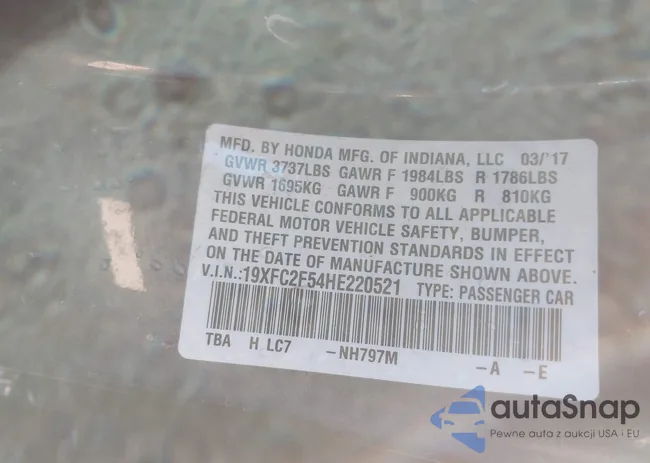 MFD. BY HONDA MFG. OF INDIANA, LLC 03/'17
GVWR 3737LBS GAWR F 1984LBS R 1786LBS
GVWR 1695KG GAWR F 900KG R 810KG
THIS VEHICLE CONFORMS TO ALL APPLICABLE
FEDERAL MOTOR VEHICLE SAFETY, BUMPER,
AND THEFT PREVENTION STANDARDS IN EFFECT
ON THE DATE OF MANUFACTURE SHOWN ABOVE.
V.I.N.:19XFC2F54HE220521 TYPE: PASSENGER CAR
TBA H LC7 -NH797M -A -E
autaSnap
Pewne auta z aukcji USA i EU